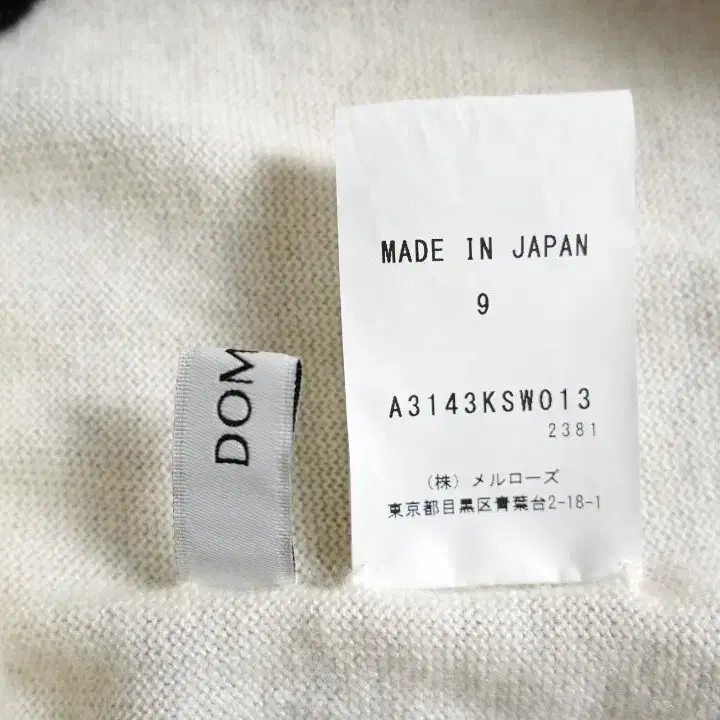 MADE IN JAPAN
9
A3143KSW013
2381
(株) メルローズ
東京都目黒区青葉台2-18-1
DOM